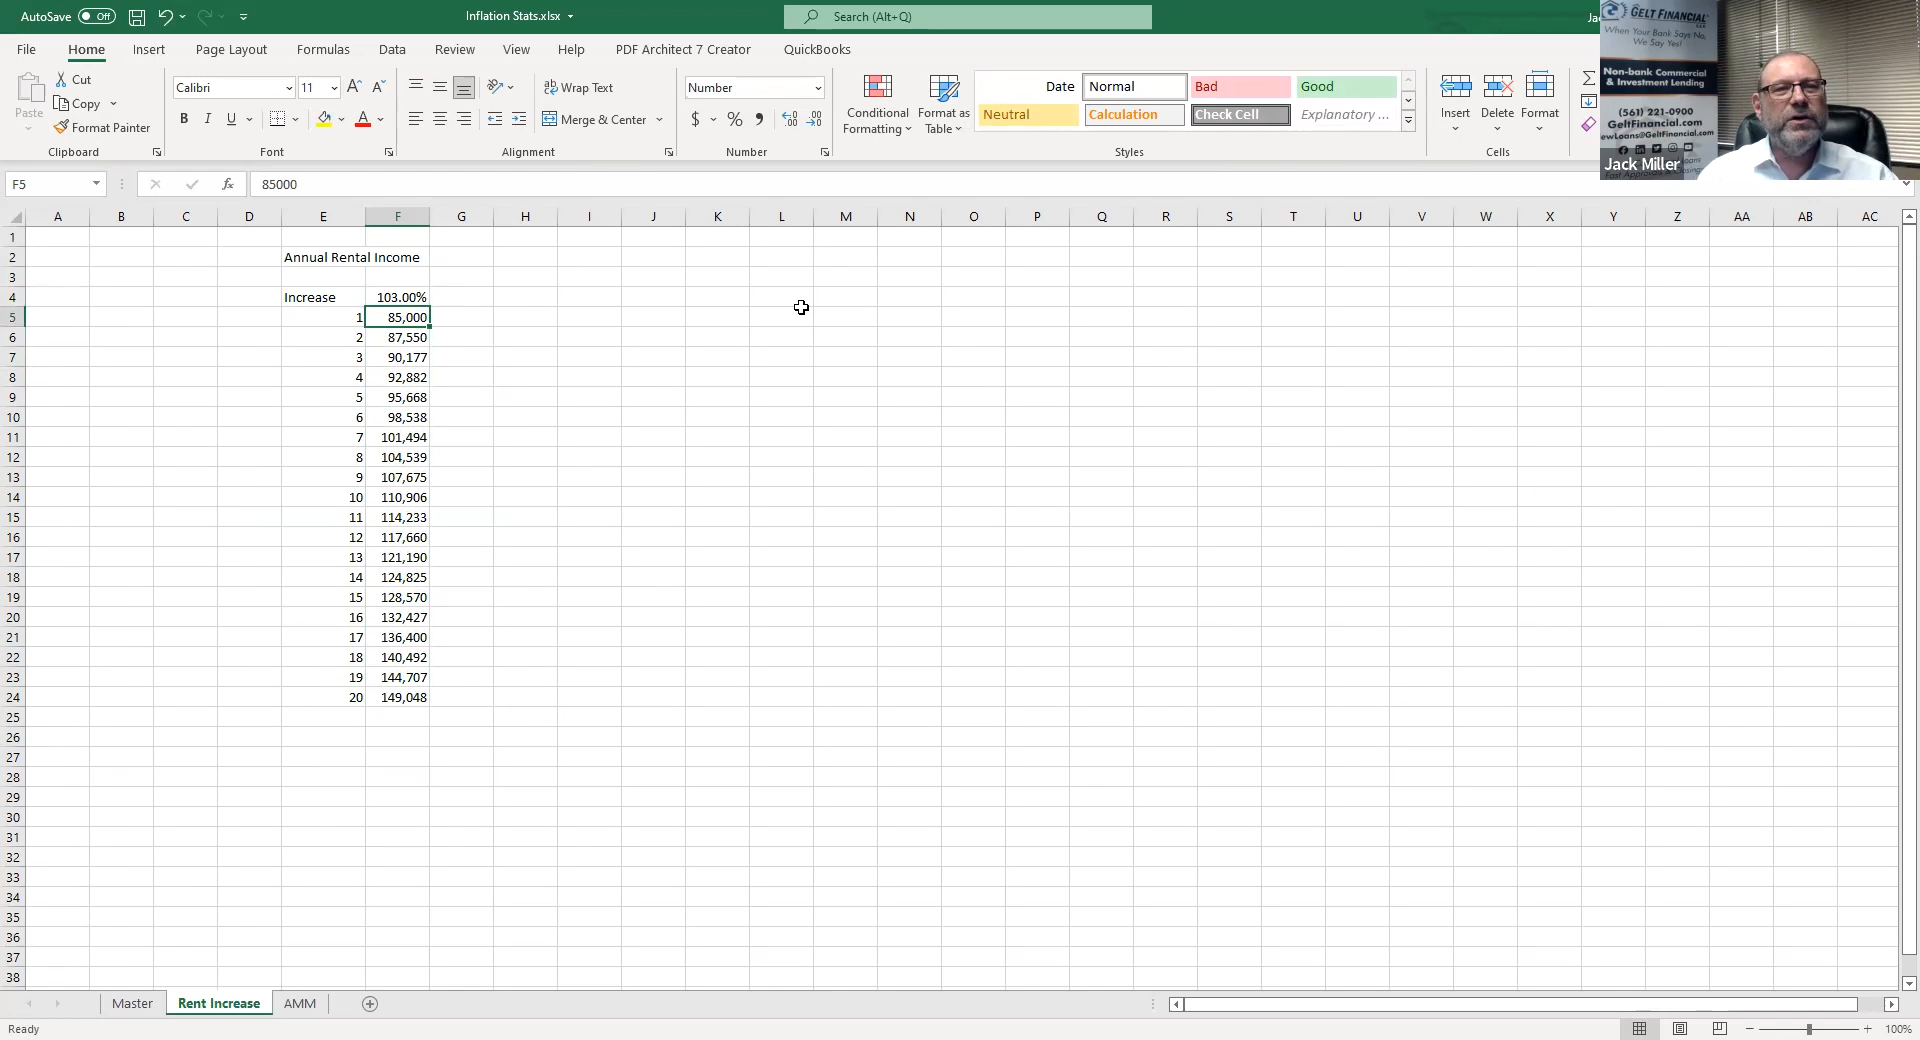 AutoSave Off
Inflation Stats.xlsx
Search (Alt+Q)
File Home Insert Page Layout Formulas Data Review View Help PDF Architect 7 Creator QuickBooks
Paste
Cut
Copy
Format Painter
Clipboard
Calibri 11
B I U
Font
Wrap Text
Merge & Center
Alignment
Number
$ % 9
Number
Conditional Formatting
Format as Table
Date Normal Bad Good
Neutral Calculation Check Cell Explanatory ...
Styles
Insert Delete Format
Cells
GELT FINANCIAL
When Your Bank Says No,
We Say Yes!
Non-bank Commercial
& Investment Lending
(561) 221-0900
GeltFinancial.com
ewLoans@GeltFinancial.com
Jack Miller
F5 fx 85000
A B C D E F G H I J K L M N O P Q R S T U V W X Y Z AA AB AC
1
2 Annual Rental Income
3
4 Increase 103.00%
5 1 85,000
6 2 87,550
7 3 90,177
8 4 92,882
9 5 95,668
10 6 98,538
11 7 101,494
12 8 104,539
13 9 107,675
14 10 110,906
15 11 114,233
16 12 117,660
17 13 121,190
18 14 124,825
19 15 128,570
20 16 132,427
21 17 136,400
22 18 140,492
23 19 144,707
24 20 149,048
25
26
27
28
29
30
31
32
33
34
35
36
37
38
Master Rent Increase AMM
Ready
100%